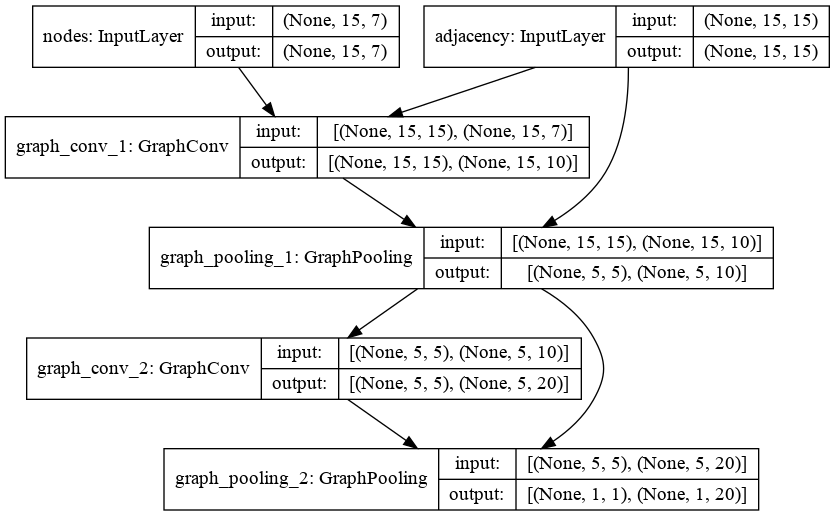 nodes: InputLayer
input: (None, 15, 7)
output: (None, 15, 7)
adjacency: InputLayer
input: (None, 15, 15)
output: (None, 15, 15)
graph_conv_1: GraphConv
input: [(None, 15, 15), (None, 15, 7)]
output: [(None, 15, 15), (None, 15, 10)]
graph_pooling_1: GraphPooling
input: [(None, 15, 15), (None, 15, 10)]
output: [(None, 5, 5), (None, 5, 10)]
graph_conv_2: GraphConv
input: [(None, 5, 5), (None, 5, 10)]
output: [(None, 5, 5), (None, 5, 20)]
graph_pooling_2: GraphPooling
input: [(None, 5, 5), (None, 5, 20)]
output: [(None, 1, 1), (None, 1, 20)]